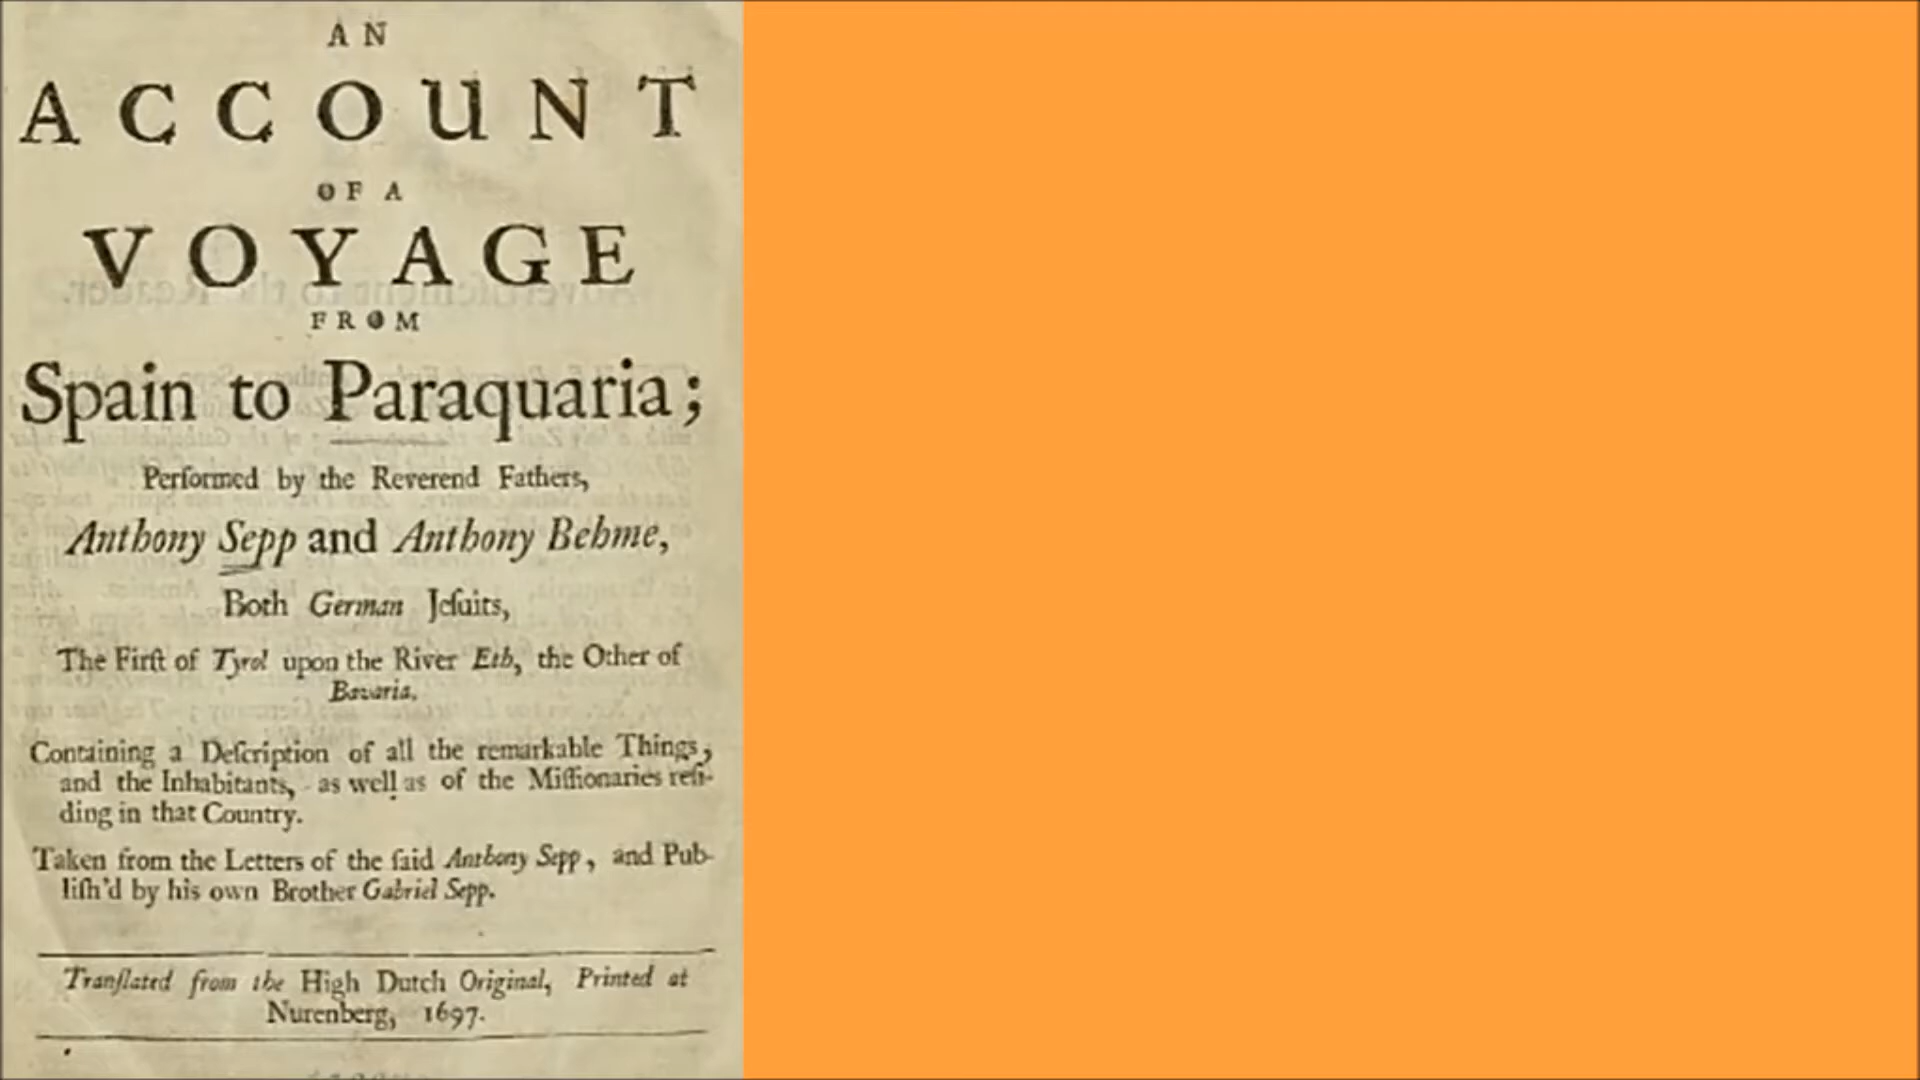 AN
ACCOUNT
OF A
VOYAGE
FROM
Spain to Paraquaria;
Performed by the Reverend Fathers,
Anthony Sepp and Anthony Behme,
Both German Jeſuits,
The Firſt of Tyrol upon the River Eth, the Other of
Bavaria.
Containing a Deſcription of all the remarkable Things,
and the Inhabitants, as well as of the Miſſionaries reſi-
ding in that Country.
Taken from the Letters of the ſaid Anthony Sepp, and Pub-
liſh'd by his own Brother Gabriel Sepp.
Tranſlated from the High Dutch Original, Printed at
Nurenberg, 1697.